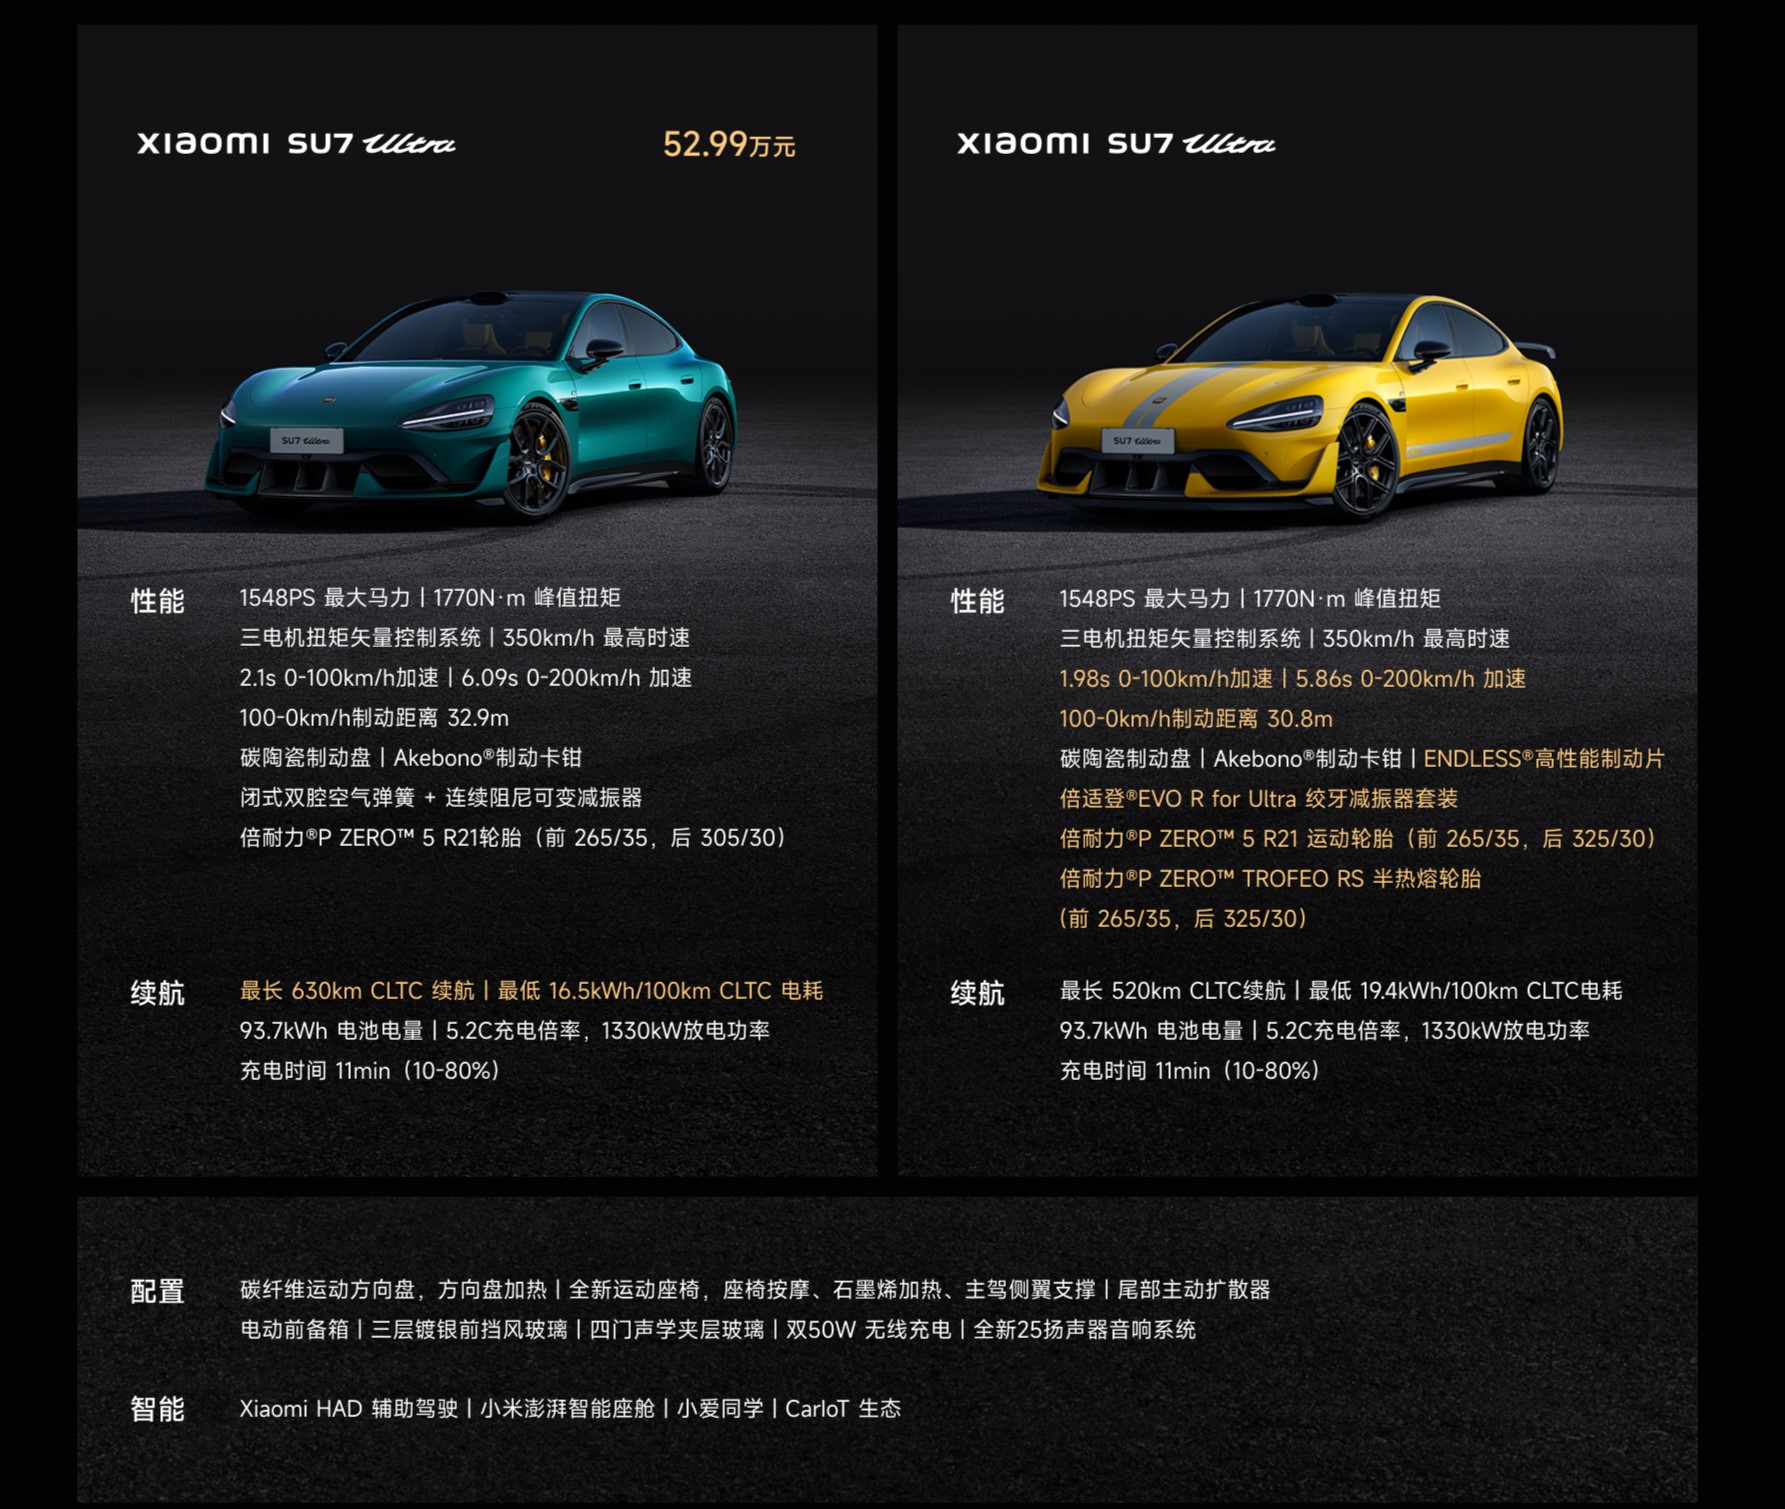 xiaomi SU7 Ultra
52.99万元
SU7 Ultra
性能
1548PS 最大马力 | 1770N·m 峰值扭矩
三电机扭矩矢量控制系统 | 350km/h 最高时速
2.1s 0-100km/h加速 | 6.09s 0-200km/h 加速
100-0km/h制动距离 32.9m
碳陶瓷制动盘 | Akebono®制动卡钳
闭式双腔空气弹簧 + 连续阻尼可变减振器
倍耐力®P ZERO™ 5 R21轮胎（前 265/35，后 305/30）
续航
最长 630km CLTC 续航 | 最低 16.5kWh/100km CLTC 电耗
93.7kWh 电池电量 | 5.2C充电倍率，1330kW放电功率
充电时间 11min（10-80%）
xiaomi SU7 Ultra
SU7 Ultra
性能
1548PS 最大马力 | 1770N·m 峰值扭矩
三电机扭矩矢量控制系统 | 350km/h 最高时速
1.98s 0-100km/h加速 | 5.86s 0-200km/h 加速
100-0km/h制动距离 30.8m
碳陶瓷制动盘 | Akebono®制动卡钳 | ENDLESS®高性能制动片
倍适登®EVO R for Ultra 绞牙减振器套装
倍耐力®P ZERO™ 5 R21 运动轮胎（前 265/35，后 325/30）
倍耐力®P ZERO™ TROFEO RS 半热熔轮胎
(前 265/35，后 325/30）
续航
最长 520km CLTC续航 | 最低 19.4kWh/100km CLTC电耗
93.7kWh 电池电量 | 5.2C充电倍率，1330kW放电功率
充电时间 11min（10-80%）
配置
碳纤维运动方向盘，方向盘加热 | 全新运动座椅，座椅按摩、石墨烯加热、主驾侧翼支撑 | 尾部主动扩散器
电动前备箱 | 三层镀银前挡风玻璃 | 四门声学夹层玻璃 | 双50W 无线充电 | 全新25扬声器音响系统
智能
Xiaomi HAD 辅助驾驶 | 小米澎湃智能座舱 | 小爱同学 | CarIoT 生态